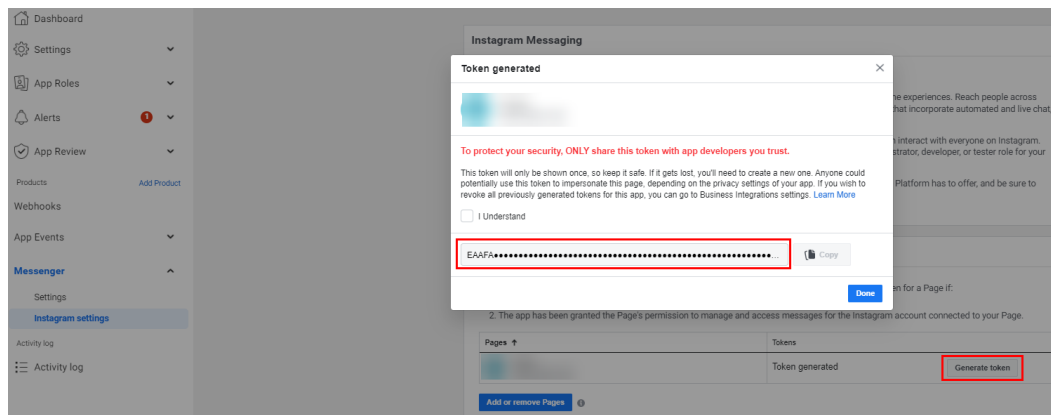 Dashboard
Settings
App Roles
Alerts
1
App Review
Products
Add Product
Webhooks
App Events
Messenger
Settings
Instagram settings
Activity log
Activity log
Instagram Messaging
ne experiences. Reach people across
hat incorporate automated and live chat,
interact with everyone on Instagram.
strator, developer, or tester role for your
Platform has to offer, and be sure to
Token generated
To protect your security, ONLY share this token with app developers you trust.
This token will only be shown once, so keep it safe. If it gets lost, you'll need to create a new one. Anyone could
potentially use this token to impersonate this page, depending on the privacy settings of your app. If you wish to
revoke all previously generated tokens for this app, you can go to Business Integrations settings. Learn More
I Understand
EAAFA••••••••••••••••••••••••••••••••••••••••••••••••••••••••...
Copy
Done
en for a Page if:
2. The app has been granted the Page's permission to manage and access messages for the Instagram account connected to your Page.
Pages ↑
Tokens
Token generated
Generate token
Add or remove Pages